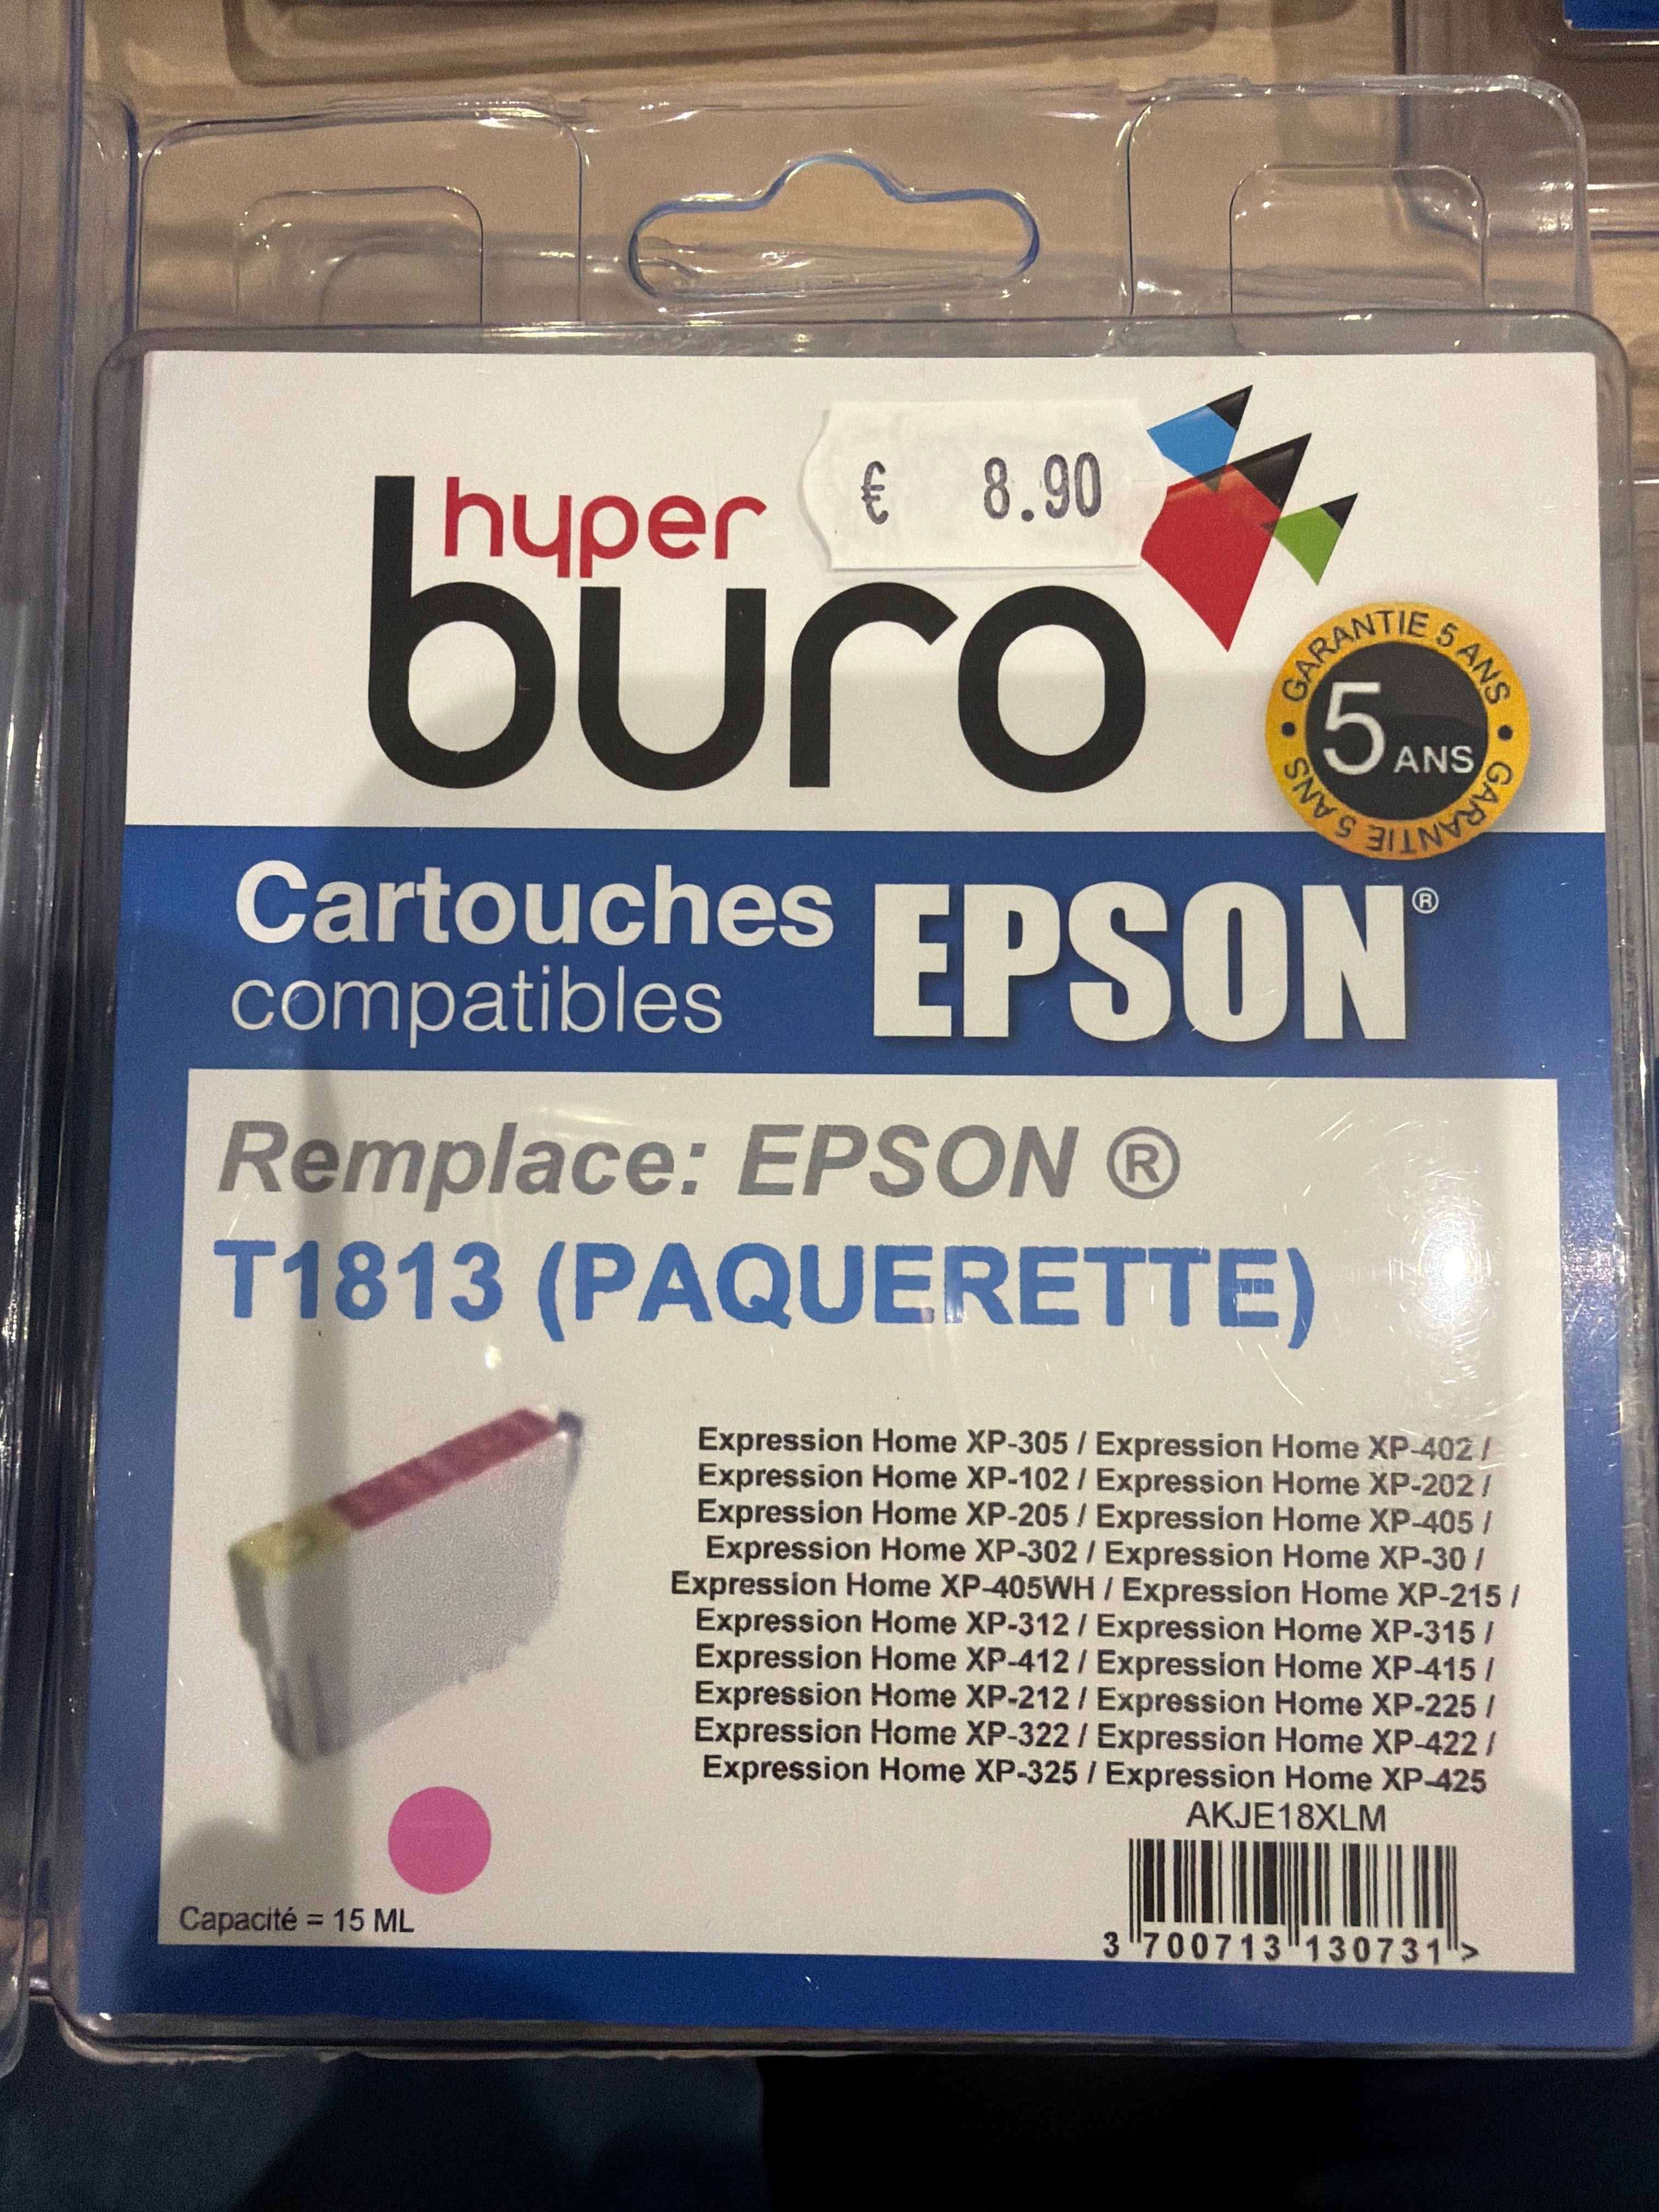 € 8.90
hyper
buro
GARANTIE 5 ANS
5 ANS
GARANTIE 5 ANS
Cartouches
compatibles
EPSON®
Remplace: EPSON ®
T1813 (PAQUERETTE)
Expression Home XP-305 / Expression Home XP-402 /
Expression Home XP-102 / Expression Home XP-202 /
Expression Home XP-205 / Expression Home XP-405 /
Expression Home XP-302 / Expression Home XP-30 /
Expression Home XP-405WH / Expression Home XP-215 /
Expression Home XP-312 / Expression Home XP-315 /
Expression Home XP-412 / Expression Home XP-415 /
Expression Home XP-212 / Expression Home XP-225 /
Expression Home XP-322 / Expression Home XP-422 /
Expression Home XP-325 / Expression Home XP-425
AKJE18XLM
Capacité = 15 ML
3 700713 130731 >